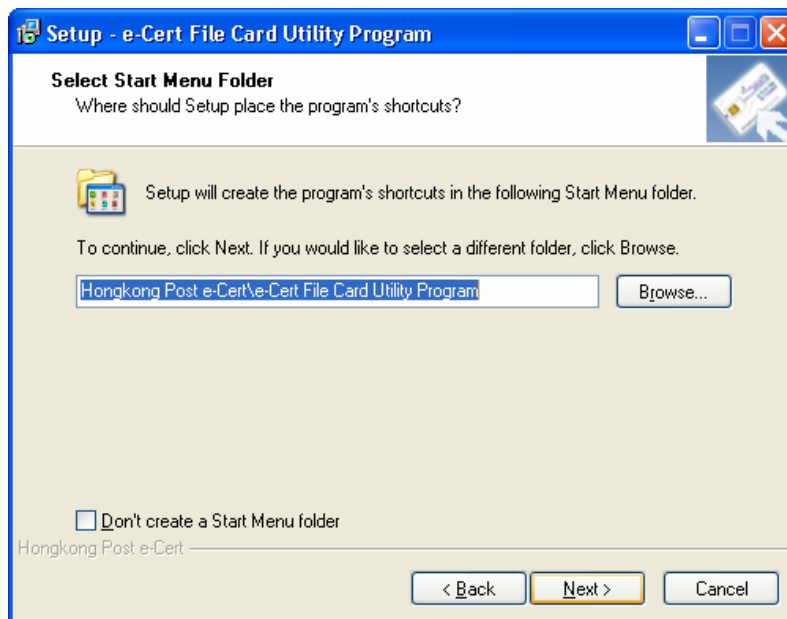 Setup - e-Cert File Card Utility Program
Select Start Menu Folder
Where should Setup place the program's shortcuts?
Setup will create the program's shortcuts in the following Start Menu folder.
To continue, click Next. If you would like to select a different folder, click Browse.
Hongkong Post e-Cert\e-Cert File Card Utility Program
Browse...
Don't create a Start Menu folder
Hongkong Post e-Cert
< Back Next > Cancel